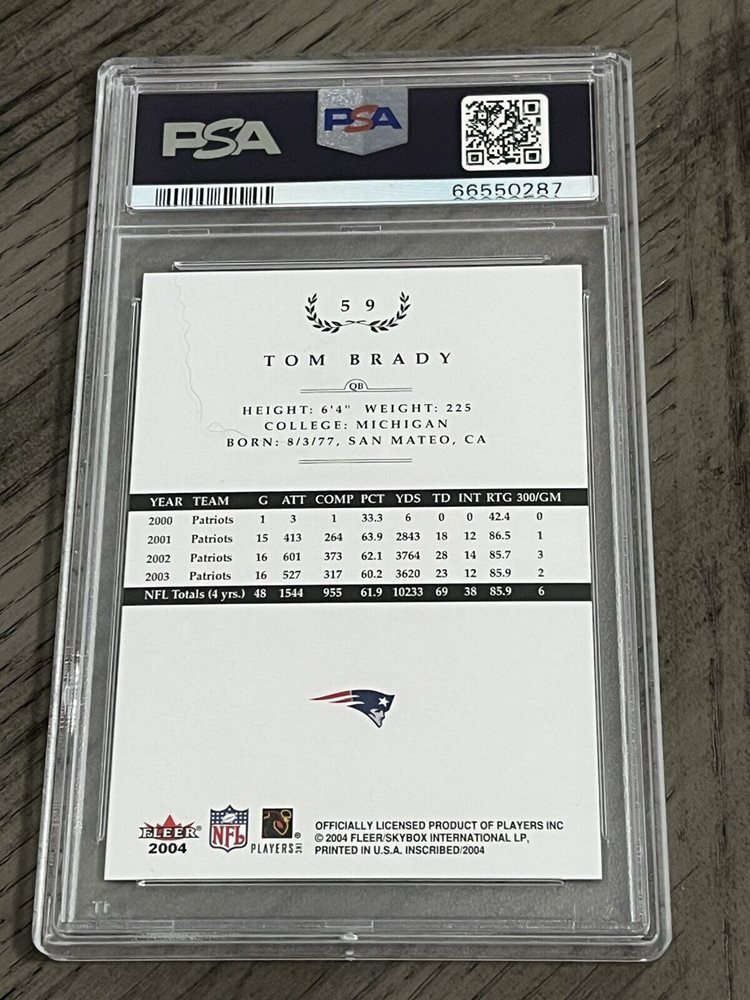 PSA PSA
66550287
59
TOM BRADY
QB
HEIGHT: 6'4" WEIGHT: 225
COLLEGE: MICHIGAN
BORN: 8/3/77, SAN MATEO, CA
YEAR TEAM G ATT COMP PCT YDS TD INT RTG 300/GM
2000 Patriots 1 3 1 33.3 6 0 0 42.4 0
2001 Patriots 15 413 264 63.9 2843 18 12 86.5 1
2002 Patriots 16 601 373 62.1 3764 28 14 85.7 3
2003 Patriots 16 527 317 60.2 3620 23 12 85.9 2
NFL Totals (4 yrs.) 48 1544 955 61.9 10233 69 38 85.9 6
FLEER
2004
NFL
PLAYERS INC
OFFICIALLY LICENSED PRODUCT OF PLAYERS INC
© 2004 FLEER/SKYBOX INTERNATIONAL LP,
PRINTED IN U.S.A. INSCRIBED/2004